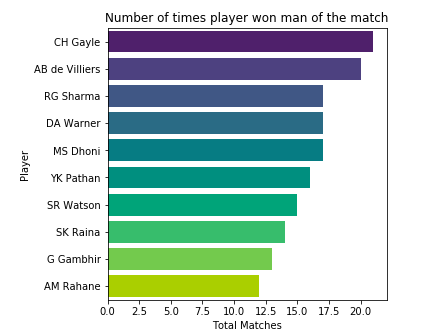 Number of times player won man of the match
CH Gayle
AB de Villiers
RG Sharma
DA Warner
MS Dhoni
YK Pathan
SR Watson
SK Raina
G Gambhir
AM Rahane
Player
0.0 2.5 5.0 7.5 10.0 12.5 15.0 17.5 20.0
Total Matches